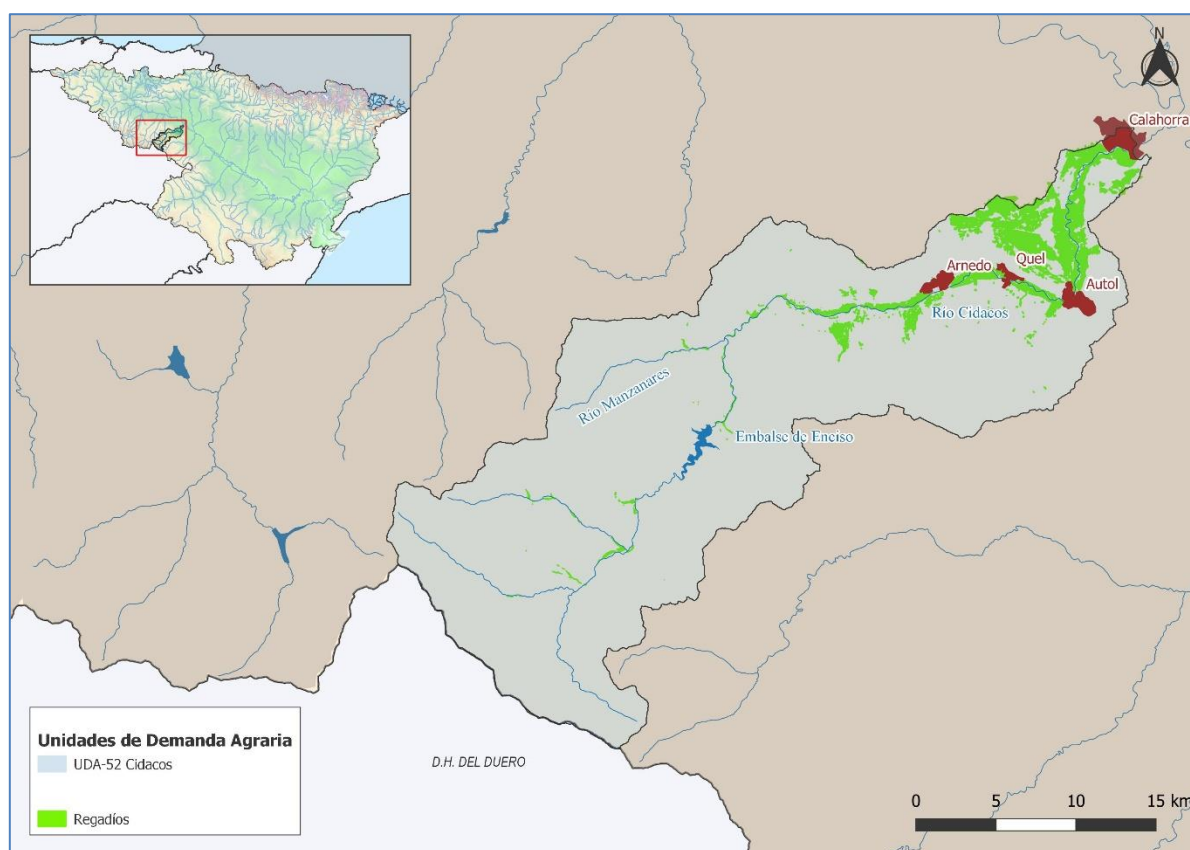 N
Calahorra
Arnedo
Quel
Autol
Río Cidacos
Río Manzanares
Embalse de Enciso
Unidades de Demanda Agraria
UDA-52 Cidacos
Regadíos
D.H. DEL DUERO
0 5 10 15 km